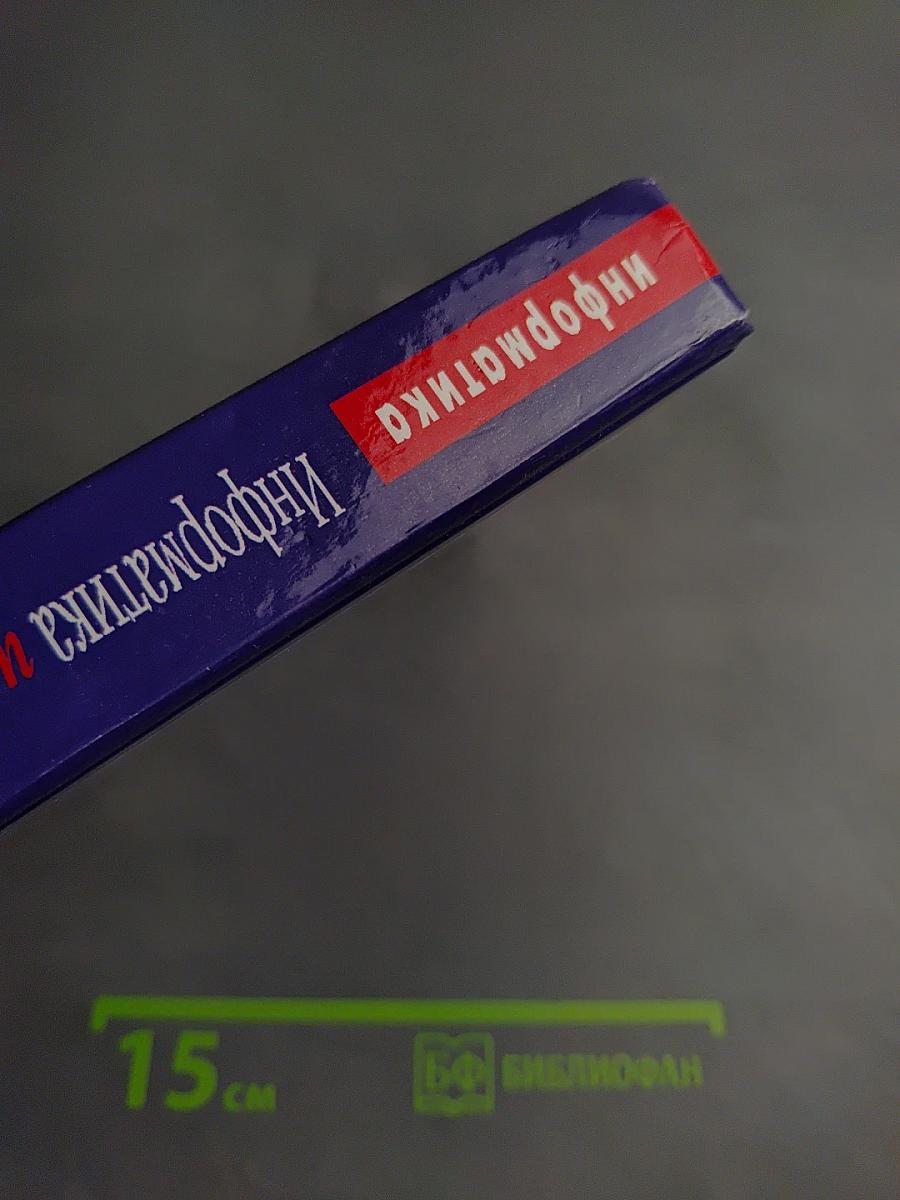 информатика
Информатика и
15 см
БФ БИБЛИОФАН